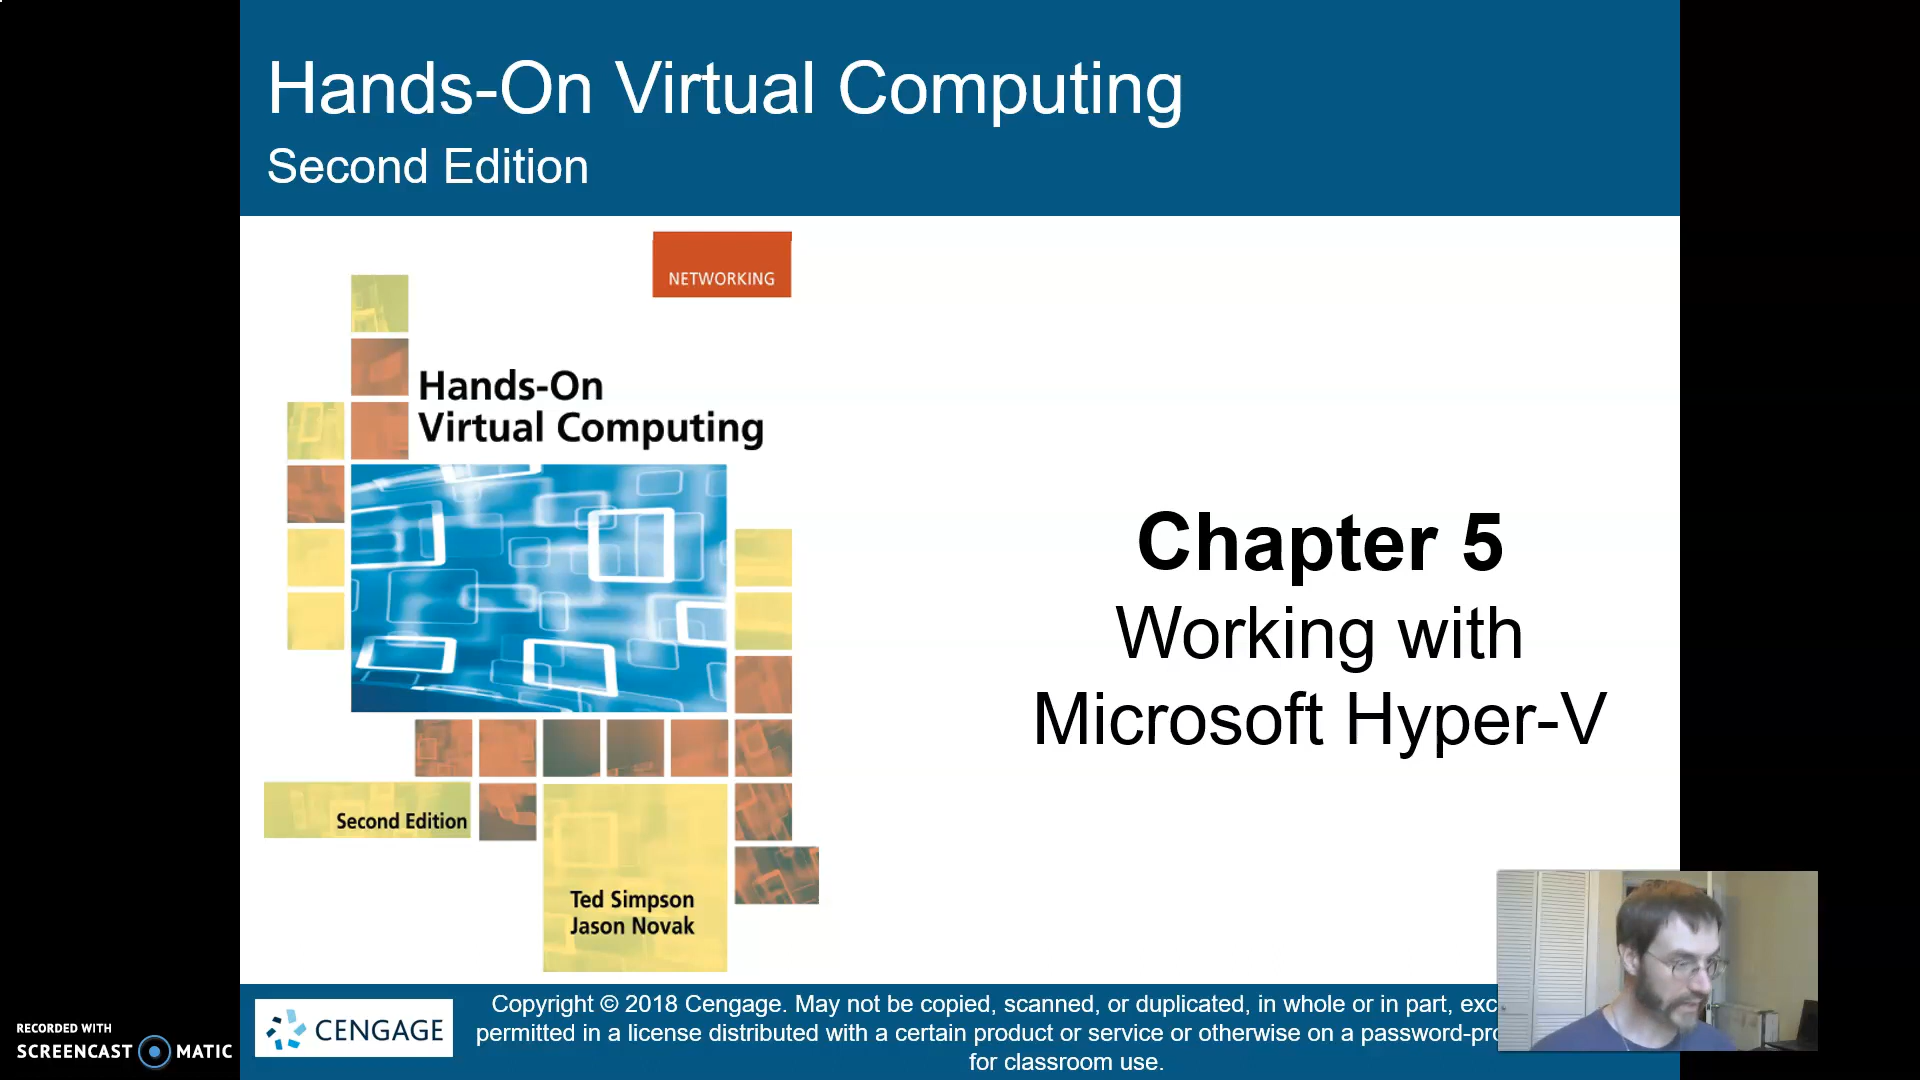 Hands-On Virtual Computing
Second Edition
NETWORKING
Hands-On
Virtual Computing
Chapter 5
Working with
Microsoft Hyper-V
Second Edition
Ted Simpson
Jason Novak
CENGAGE
Copyright © 2018 Cengage. May not be copied, scanned, or duplicated, in whole or in part, exc
permitted in a license distributed with a certain product or service or otherwise on a password-pro
for classroom use.
RECORDED WITH
SCREENCAST MATIC